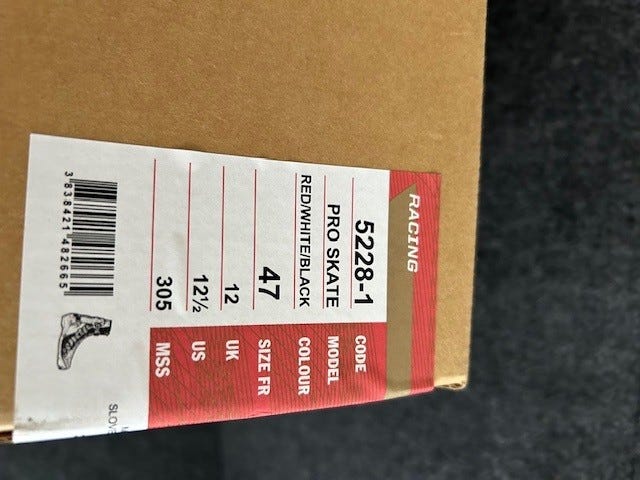 RACING
5228-1 CODE
PRO SKATE MODEL
RED/WHITE/BLACK COLOUR
47 SIZE FR
12 UK
12½ US
305 MSS
3 838421 482665